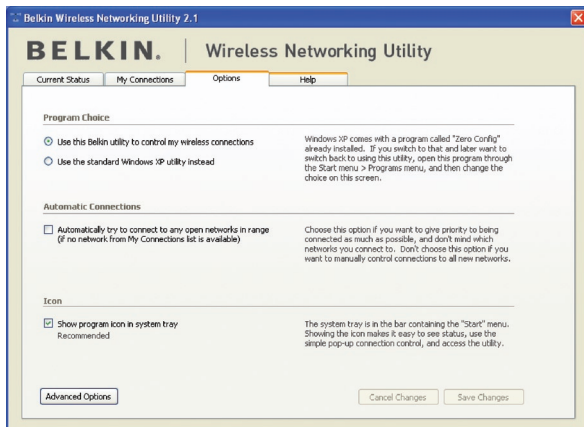 Belkin Wireless Networking Utility 2.1
BELKIN. Wireless Networking Utility
Current Status My Connections Options Help
Program Choice
Use this Belkin utility to control my wireless connections
Use the standard Windows XP utility instead
Windows XP comes with a program called "Zero Config"
already installed. If you switch to that and later want to
switch back to using this utility, open this program through
the Start menu > Programs menu, and then change the
choice on this screen.
Automatic Connections
Automatically try to connect to any open networks in range
(if no network from My Connections list is available)
Choose this option if you want to give priority to being
connected as much as possible, and don't mind which
networks you connect to. Don't choose this option if you
want to manually control connections to all new networks.
Icon
Show program icon in system tray
Recommended
The system tray is in the bar containing the "Start" menu.
Showing the icon makes it easy to see status, use the
simple pop-up connection control, and access the utility.
Advanced Options Cancel Changes Save Changes